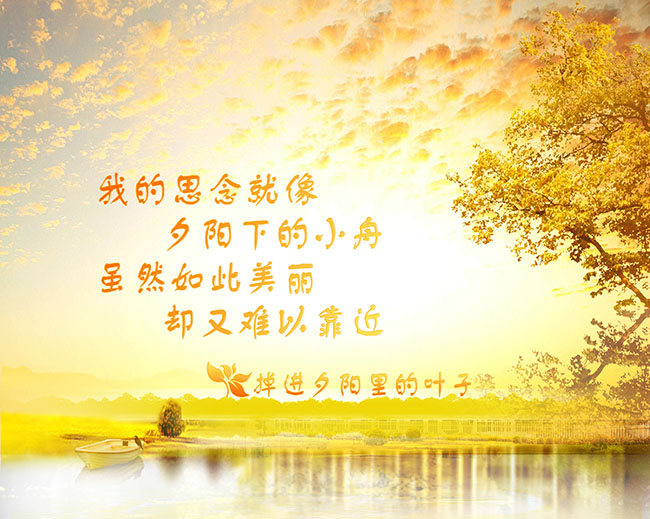 我的思念就像
夕阳下的小舟
虽然如此美丽
却又难以靠近
掉进夕阳里的叶子